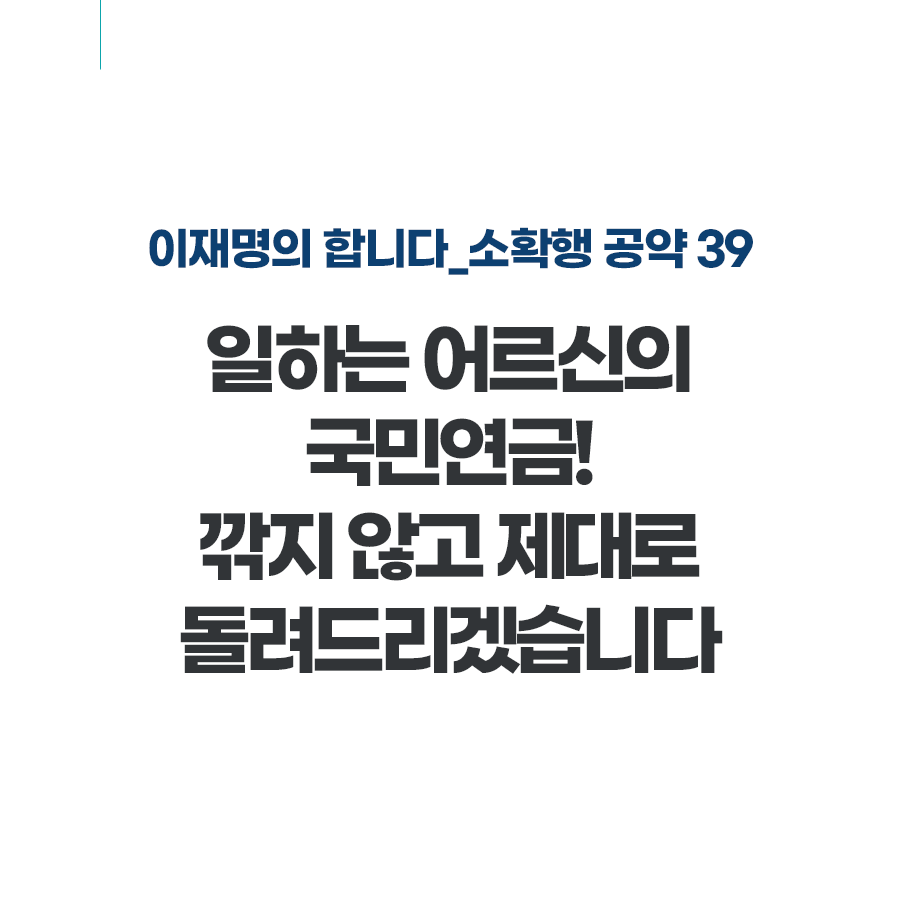 이재명의 합니다_소확행 공약 39
일하는 어르신의
국민연금!
깎지 않고 제대로
돌려드리겠습니다